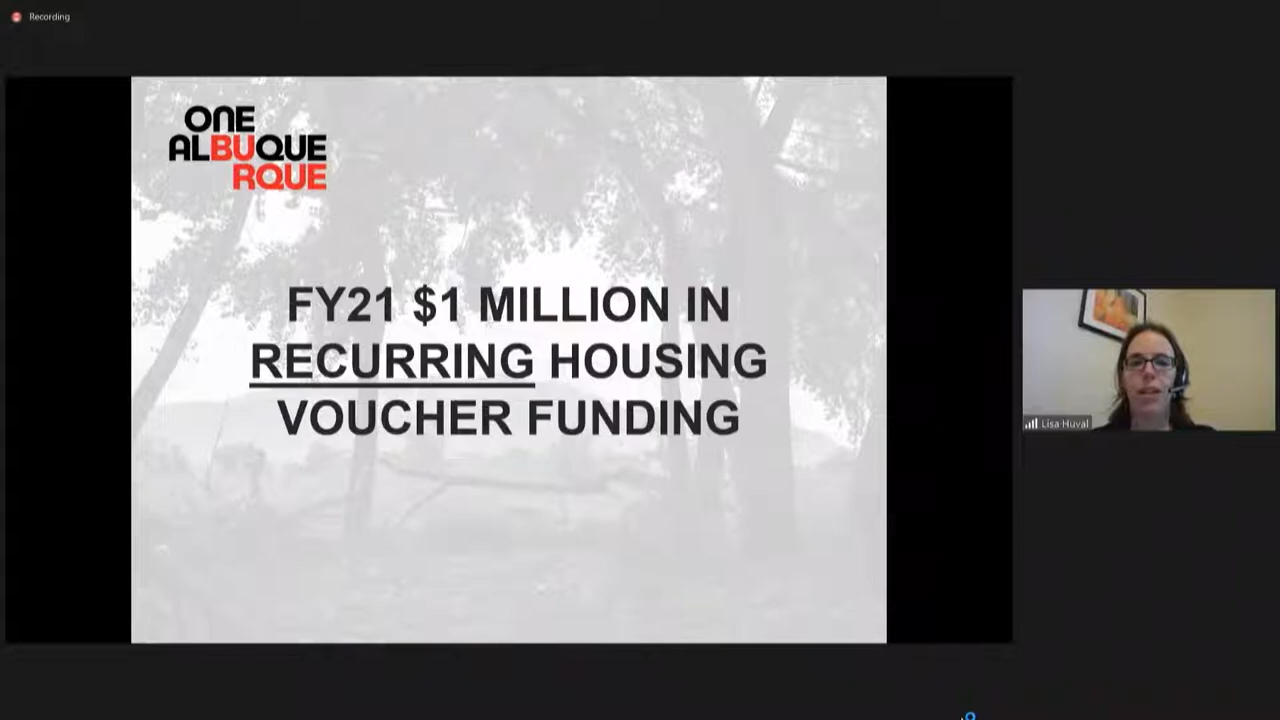 Recording
ONE
ALBUQUE
RQUE
FY21 $1 MILLION IN
RECURRING HOUSING
VOUCHER FUNDING
Lisa Huval